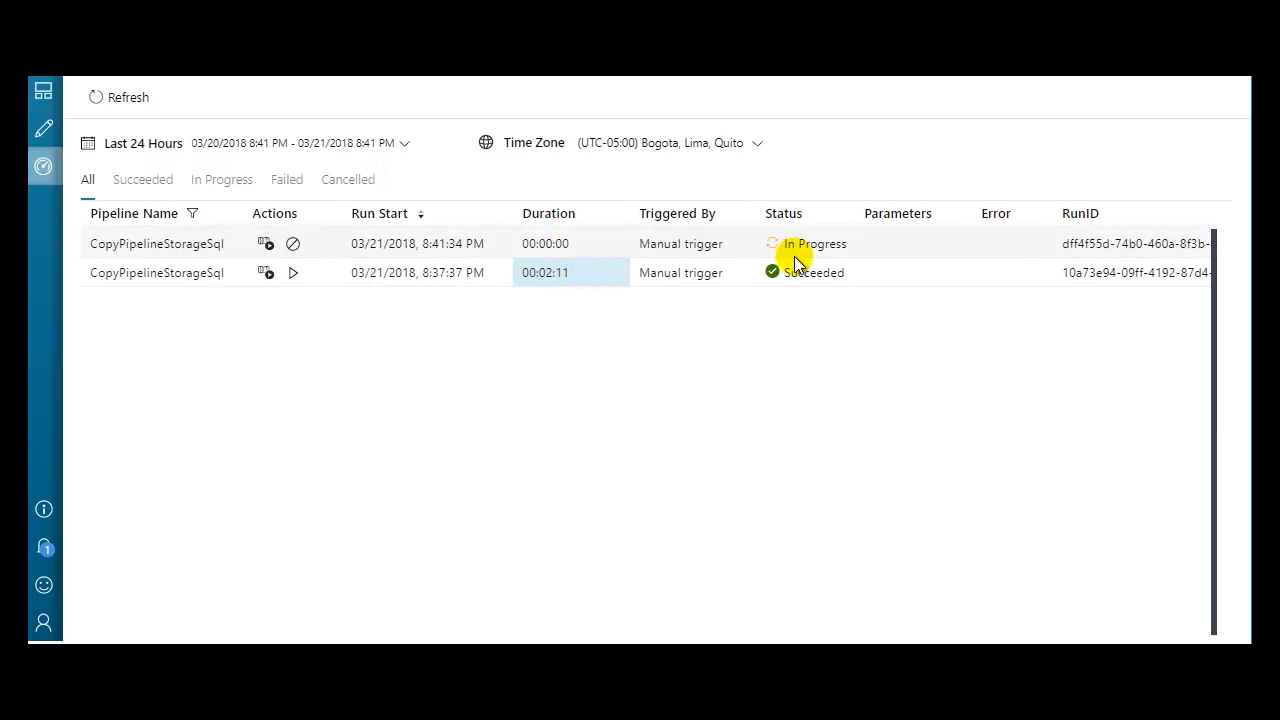 Refresh
Last 24 Hours 03/20/2018 8:41 PM - 03/21/2018 8:41 PM Time Zone (UTC-05:00) Bogota, Lima, Quito
All Succeeded In Progress Failed Cancelled
Pipeline Name Actions Run Start Duration Triggered By Status Parameters Error RunID
CopyPipelineStorageSql 03/21/2018, 8:41:34 PM 00:00:00 Manual trigger In Progress dff4f55d-74b0-460a-8f3b-
CopyPipelineStorageSql 03/21/2018, 8:37:37 PM 00:02:11 Manual trigger Succeeded 10a73e94-09ff-4192-87d4-
1